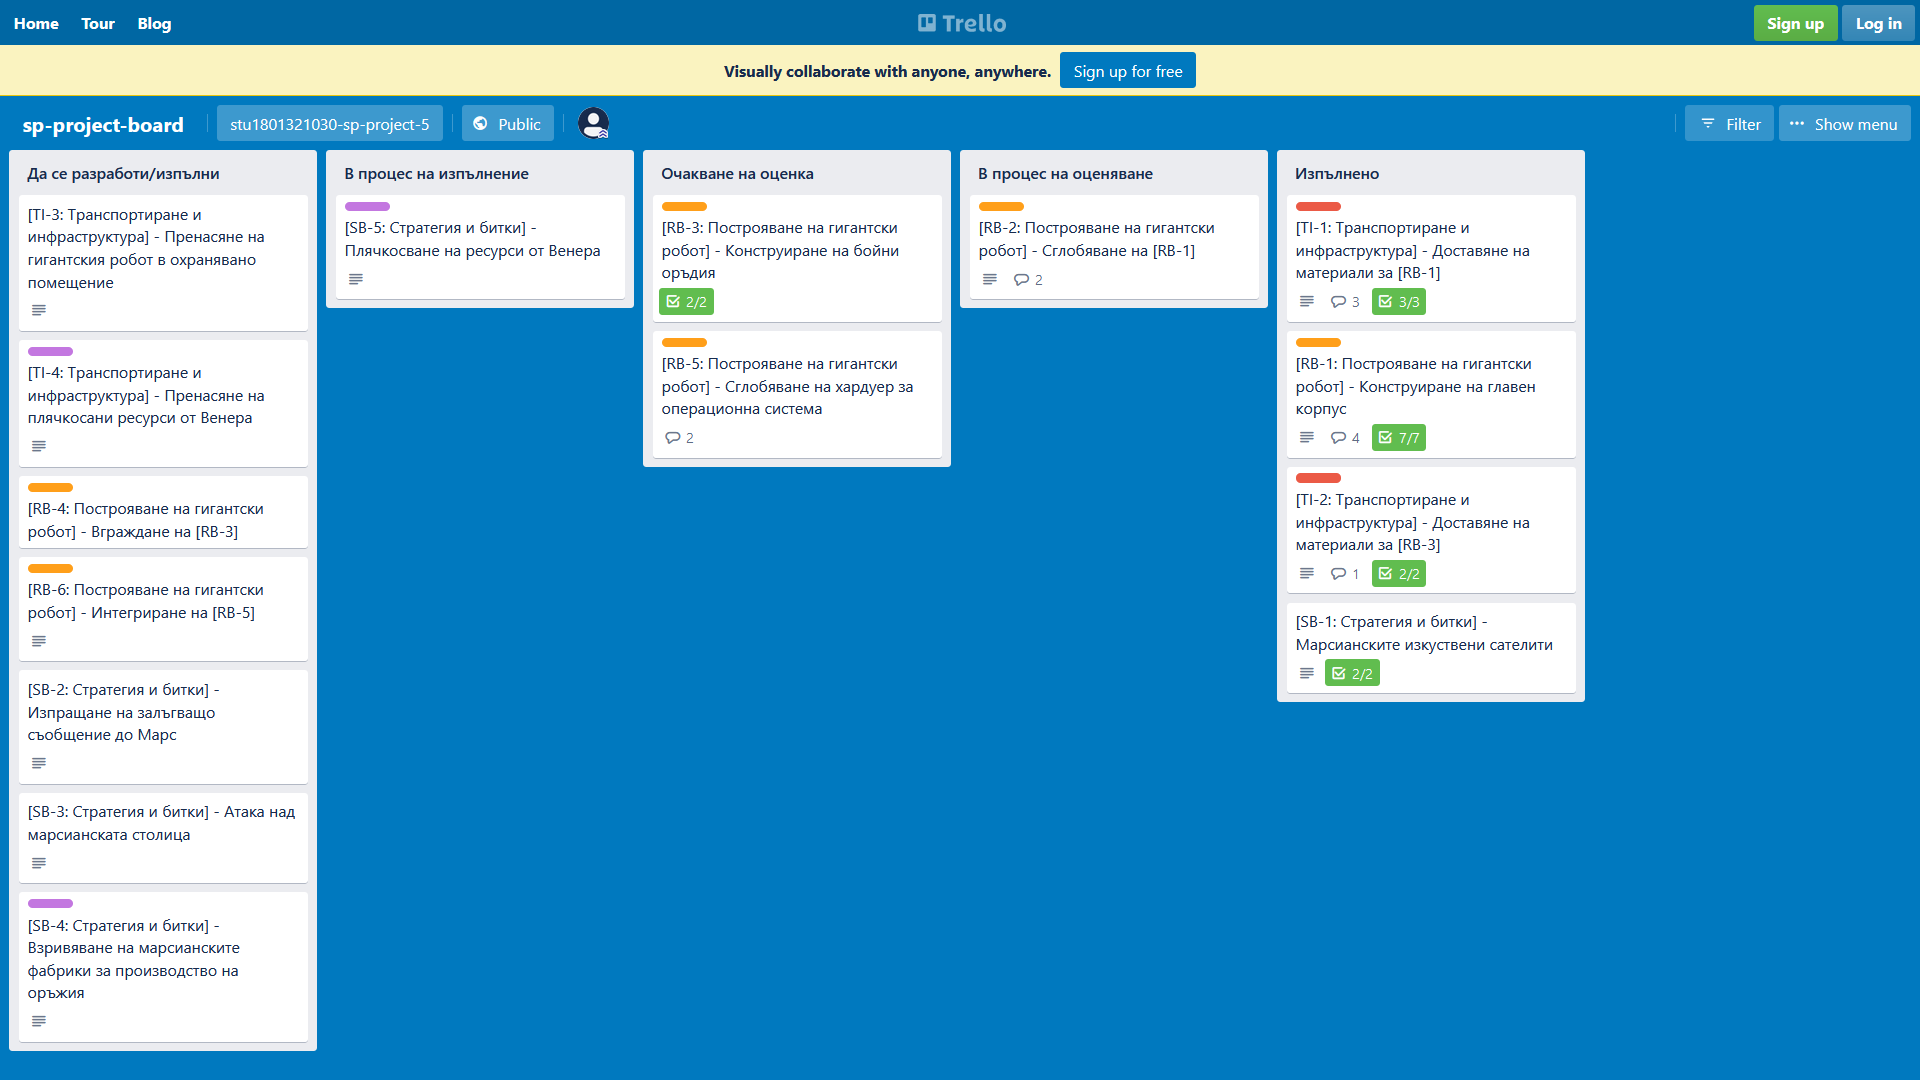 Home Tour Blog
Trello
Sign up Log in
Visually collaborate with anyone, anywhere. Sign up for free
sp-project-board stu1801321030-sp-project-5 Public
Filter Show menu
Да се разработи/изпълни
[TI-3: Транспортиране и
инфраструктура] - Пренасяне на
гигантския робот в охранявано
помещение
[TI-4: Транспортиране и
инфраструктура] - Пренасяне на
плячкосани ресурси от Венера
[RB-4: Построяване на гигантски
робот] - Вграждане на [RB-3]
[RB-6: Построяване на гигантски
робот] - Интегриране на [RB-5]
[SB-2: Стратегия и битки] -
Изпращане на залъгващо
съобщение до Марс
[SB-3: Стратегия и битки] - Атака над
марсианската столица
[SB-4: Стратегия и битки] -
Взривяване на марсианските
фабрики за производство на
оръжия
В процес на изпълнение
[SB-5: Стратегия и битки] -
Плячкосване на ресурси от Венера
Очакване на оценка
[RB-3: Построяване на гигантски
робот] - Конструиране на бойни
оръдия
2/2
[RB-5: Построяване на гигантски
робот] - Сглобяване на хардуер за
операционна система
2
В процес на оценяване
[RB-2: Построяване на гигантски
робот] - Сглобяване на [RB-1]
2
Изпълнено
[TI-1: Транспортиране и
инфраструктура] - Доставяне на
материали за [RB-1]
3 3/3
[RB-1: Построяване на гигантски
робот] - Конструиране на главен
корпус
4 7/7
[TI-2: Транспортиране и
инфраструктура] - Доставяне на
материали за [RB-3]
1 2/2
[SB-1: Стратегия и битки] -
Марсианските изкуствени сателити
2/2